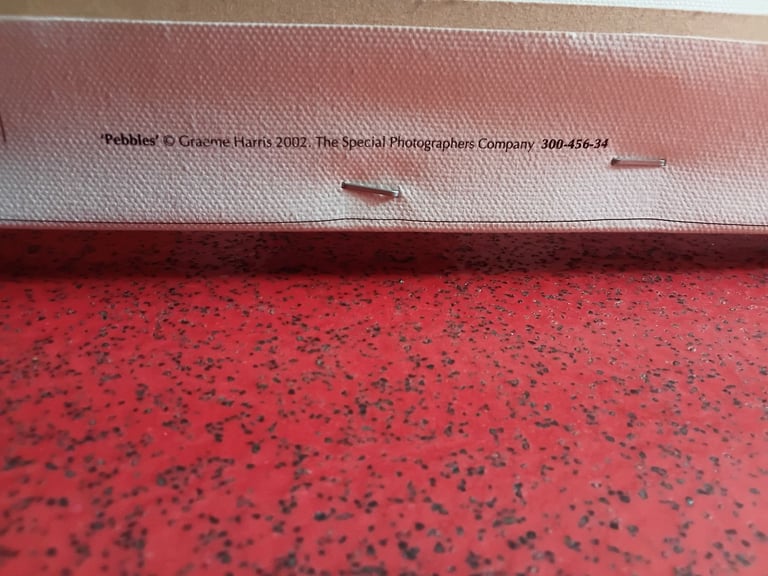 'Pebbles' © Graeme Harris 2002. The Special Photographers Company 300-456-34